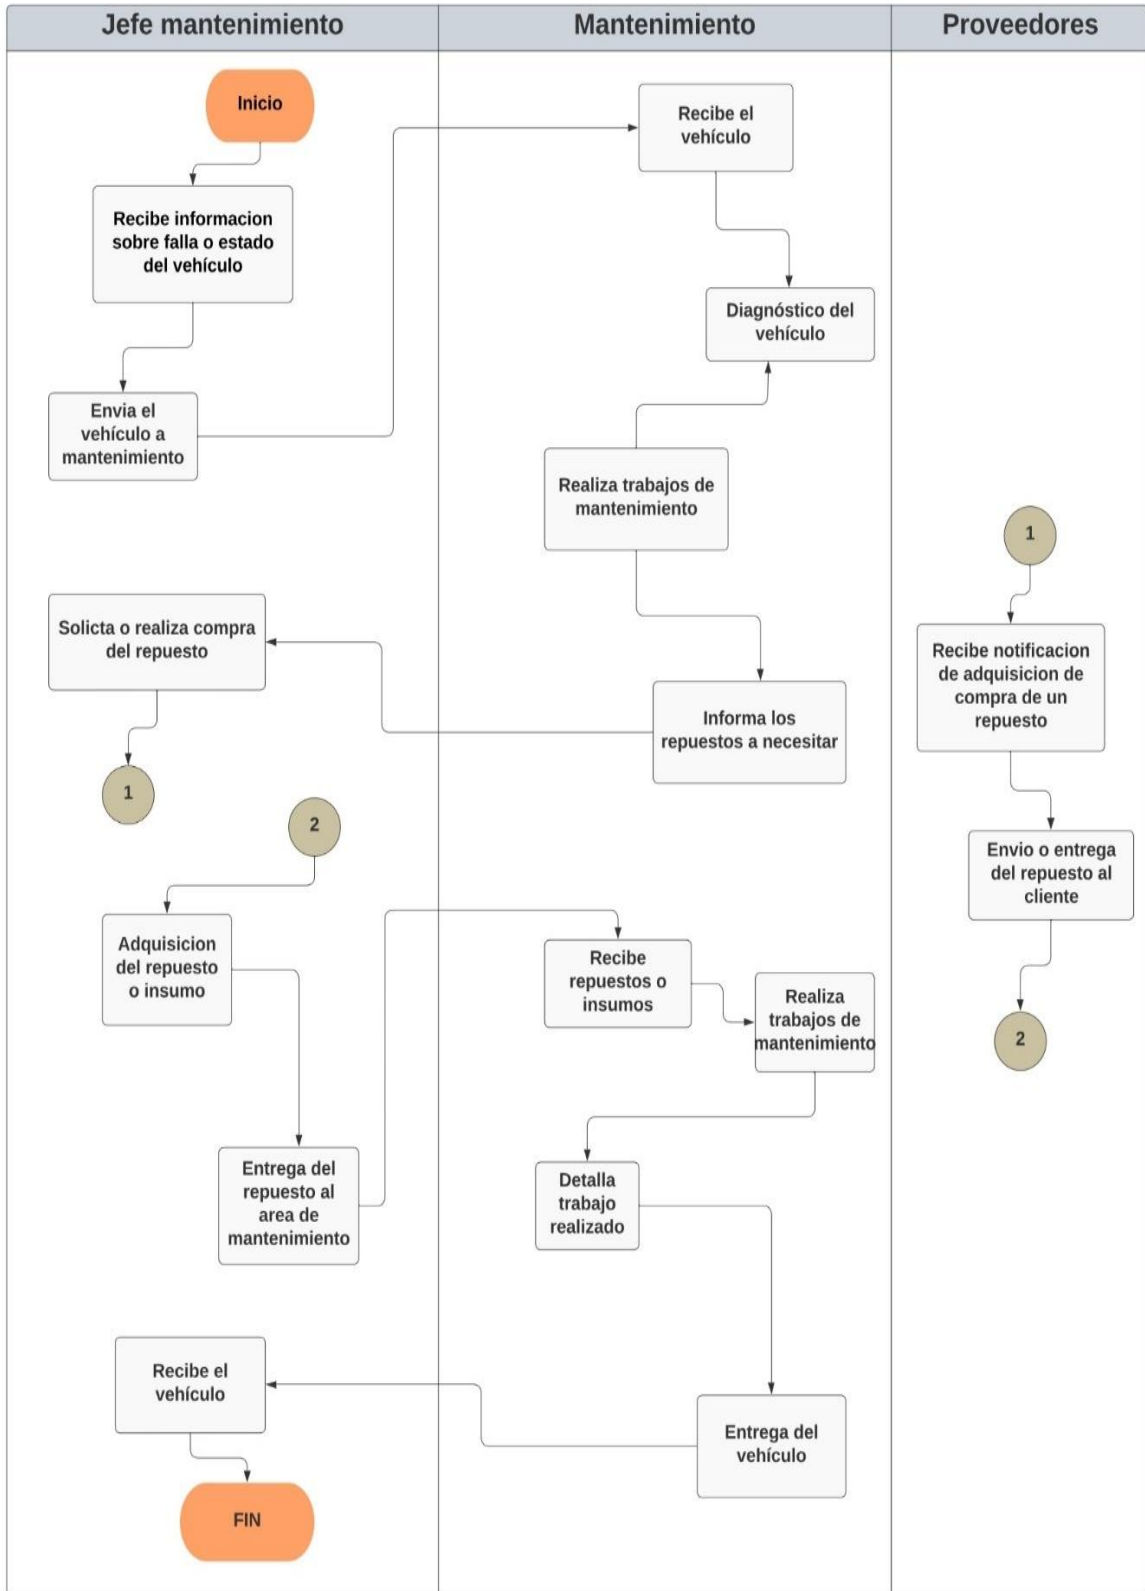 Jefe mantenimiento
Mantenimiento
Proveedores
Inicio
Recibe informacion
sobre falla o estado
del vehículo
Envia el
vehículo a
mantenimiento
Recibe el
vehículo
Diagnóstico del
vehículo
Realiza trabajos de
mantenimiento
Informa los
repuestos a necesitar
Solicta o realiza compra
del repuesto
1
1
Recibe notificacion
de adquisicion de
compra de un
repuesto
Envio o entrega
del repuesto al
cliente
2
2
Adquisicion
del repuesto
o insumo
Entrega del
repuesto al
area de
mantenimiento
Recibe
repuestos o
insumos
Realiza
trabajos de
mantenimiento
Detalla
trabajo
realizado
Entrega del
vehículo
Recibe el
vehículo
FIN